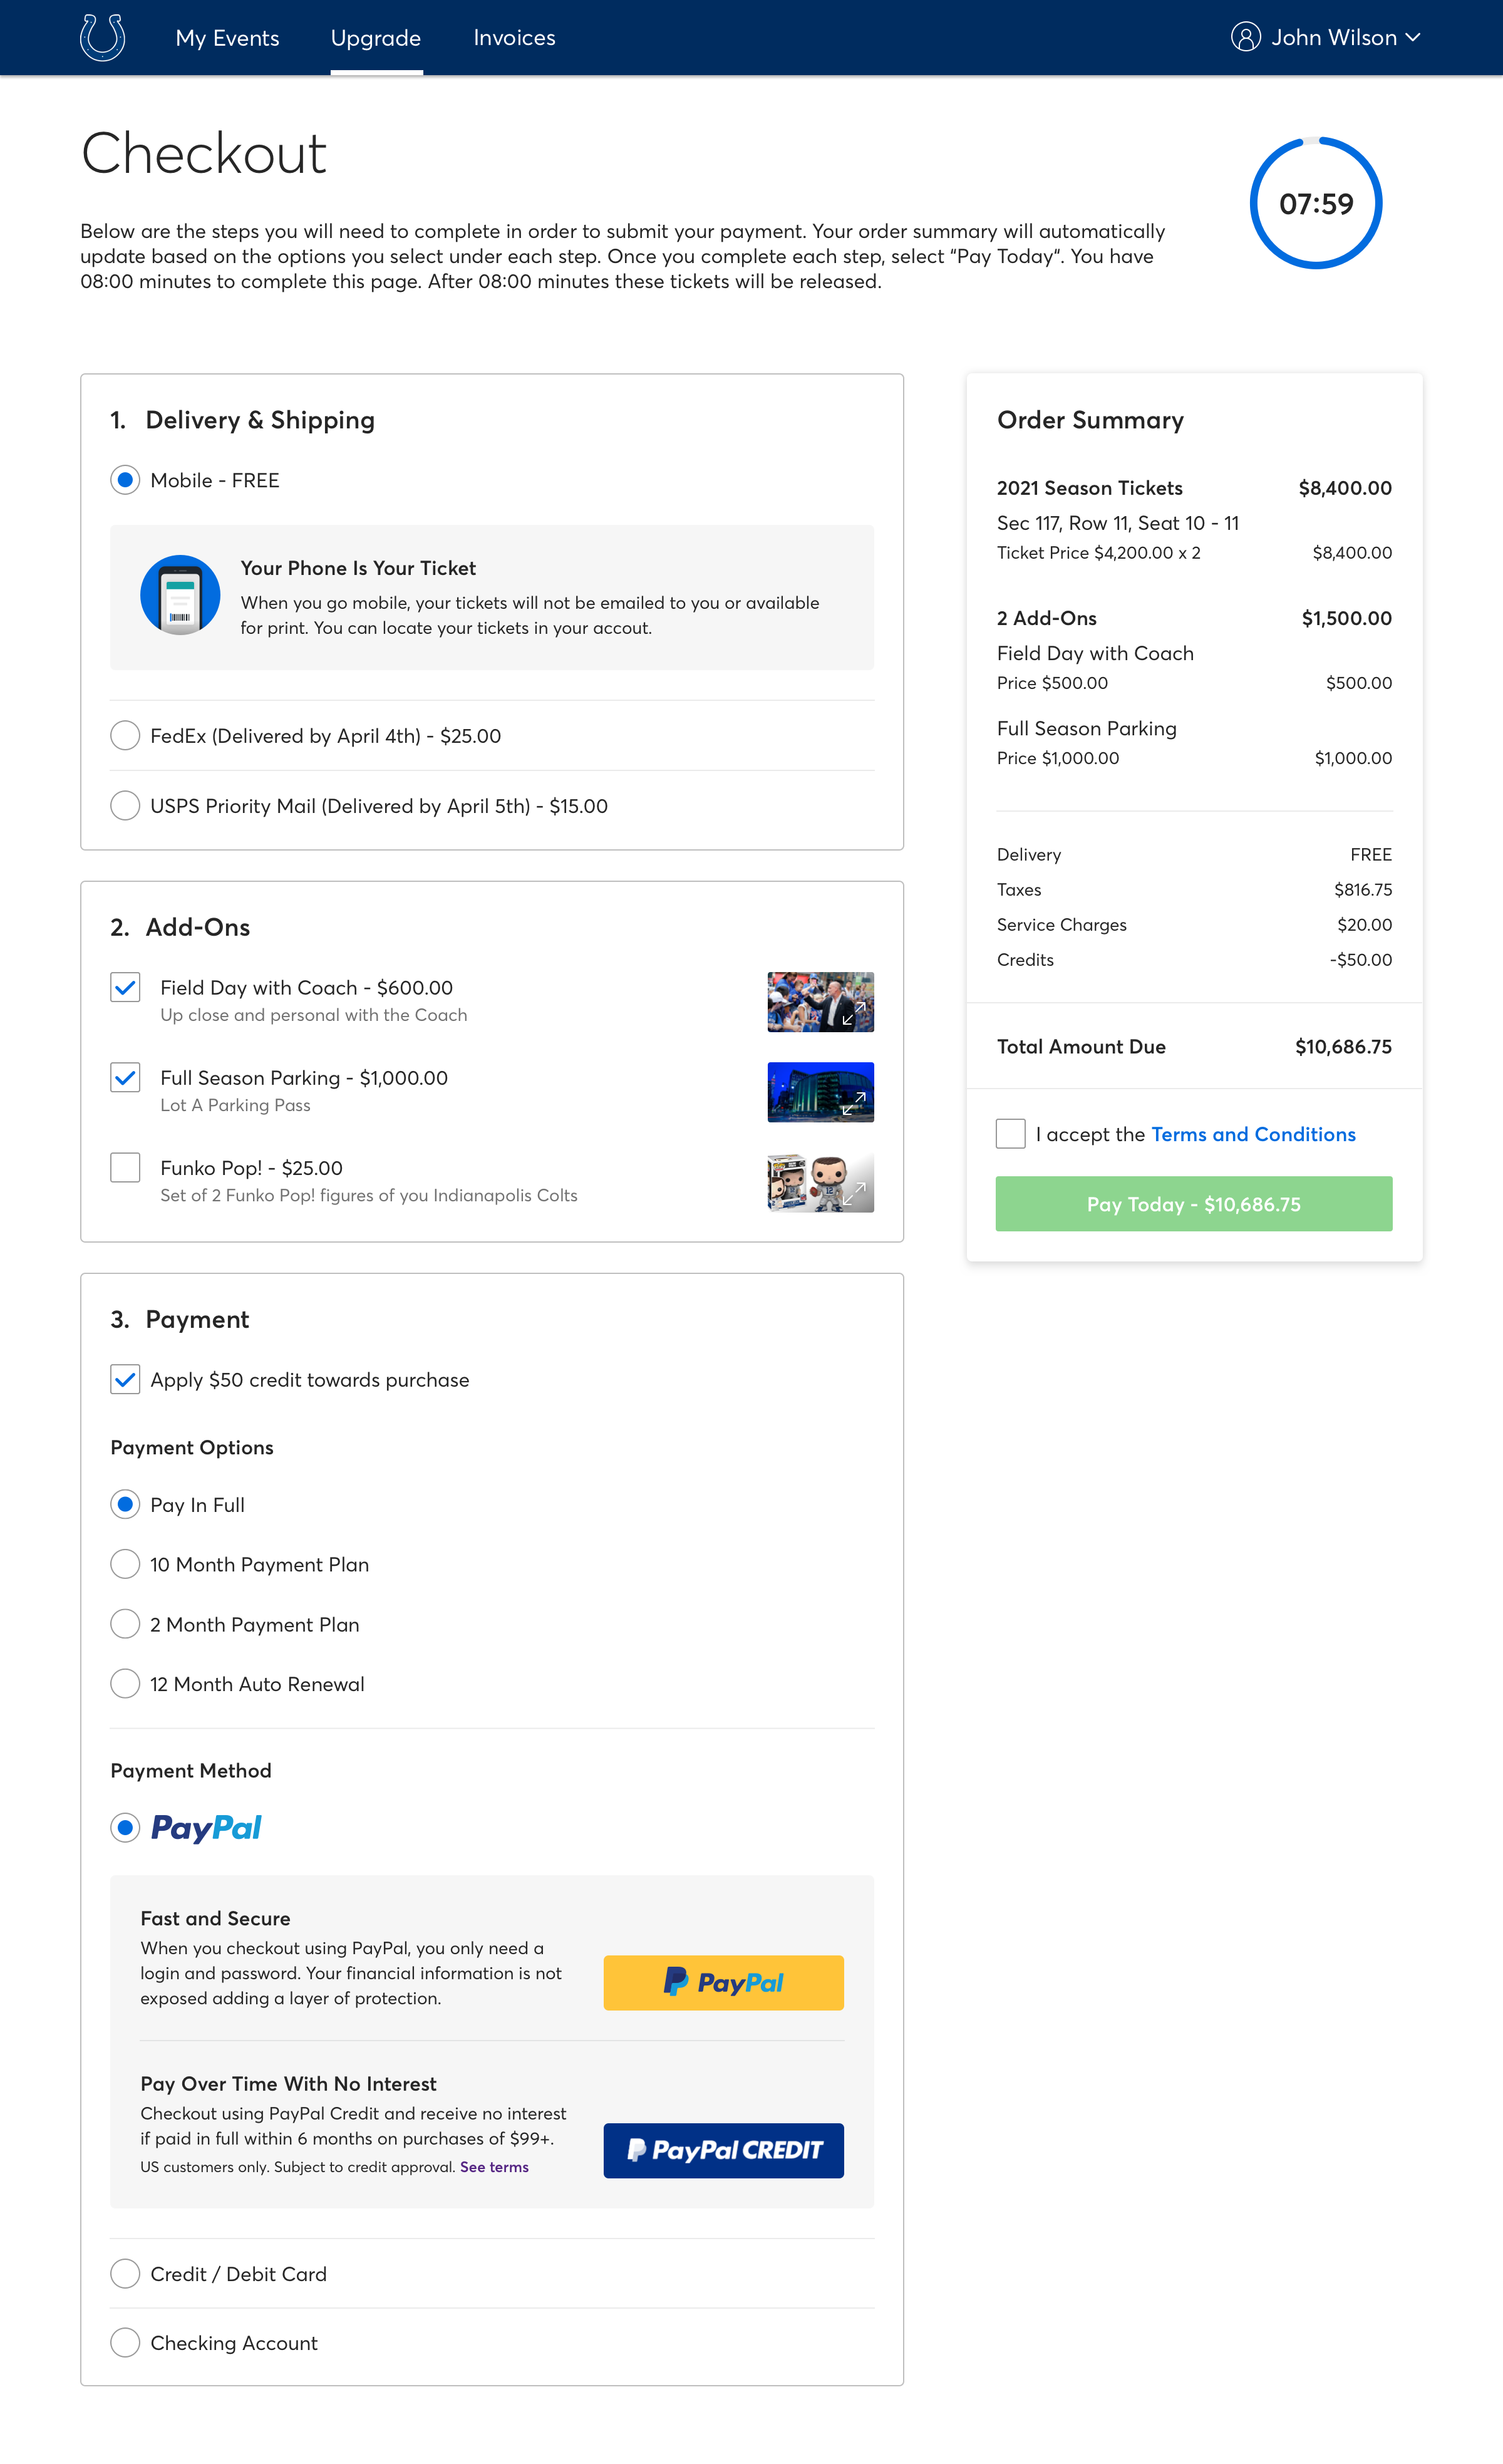 My Events
Upgrade
Invoices
John Wilson
Checkout
07:59
Below are the steps you will need to complete in order to submit your payment. Your order summary will automatically
update based on the options you select under each step. Once you complete each step, select “Pay Today“. You have
08:00 minutes to complete this page. After 08:00 minutes these tickets will be released.
1. Delivery & Shipping
Mobile - FREE
Your Phone Is Your Ticket
When you go mobile, your tickets will not be emailed to you or available
for print. You can locate your tickets in your accout.
FedEx (Delivered by April 4th) - $25.00
USPS Priority Mail (Delivered by April 5th) - $15.00
2. Add-Ons
Field Day with Coach - $600.00
Up close and personal with the Coach
Full Season Parking - $1,000.00
Lot A Parking Pass
Funko Pop! - $25.00
Set of 2 Funko Pop! figures of you Indianapolis Colts
3. Payment
Apply $50 credit towards purchase
Payment Options
Pay In Full
10 Month Payment Plan
2 Month Payment Plan
12 Month Auto Renewal
Payment Method
PayPal
Fast and Secure
When you checkout using PayPal, you only need a
login and password. Your financial information is not
exposed adding a layer of protection.
PayPal
Pay Over Time With No Interest
Checkout using PayPal Credit and receive no interest
if paid in full within 6 months on purchases of $99+.
US customers only. Subject to credit approval. See terms
PayPal CREDIT
Credit / Debit Card
Checking Account
Order Summary
2021 Season Tickets $8,400.00
Sec 117, Row 11, Seat 10 - 11
Ticket Price $4,200.00 x 2 $8,400.00
2 Add-Ons $1,500.00
Field Day with Coach
Price $500.00 $500.00
Full Season Parking
Price $1,000.00 $1,000.00
Delivery FREE
Taxes $816.75
Service Charges $20.00
Credits -$50.00
Total Amount Due $10,686.75
I accept the Terms and Conditions
Pay Today - $10,686.75